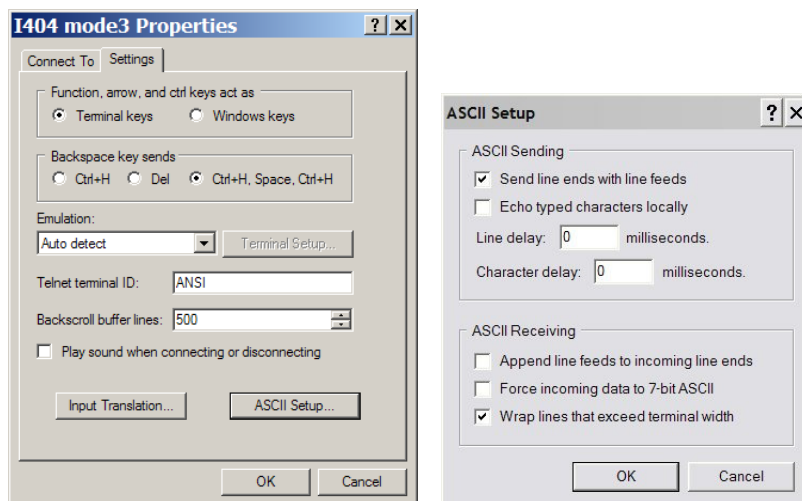 I404 mode3 Properties
Connect To Settings
Function, arrow, and ctrl keys act as
Terminal keys Windows keys
Backspace key sends
Ctrl+H Del Ctrl+H, Space, Ctrl+H
Emulation:
Auto detect Terminal Setup...
Telnet terminal ID: ANSI
Backscroll buffer lines: 500
Play sound when connecting or disconnecting
Input Translation... ASCII Setup...
OK Cancel
ASCII Setup
ASCII Sending
Send line ends with line feeds
Echo typed characters locally
Line delay: 0 milliseconds.
Character delay: 0 milliseconds.
ASCII Receiving
Append line feeds to incoming line ends
Force incoming data to 7-bit ASCII
Wrap lines that exceed terminal width
OK Cancel